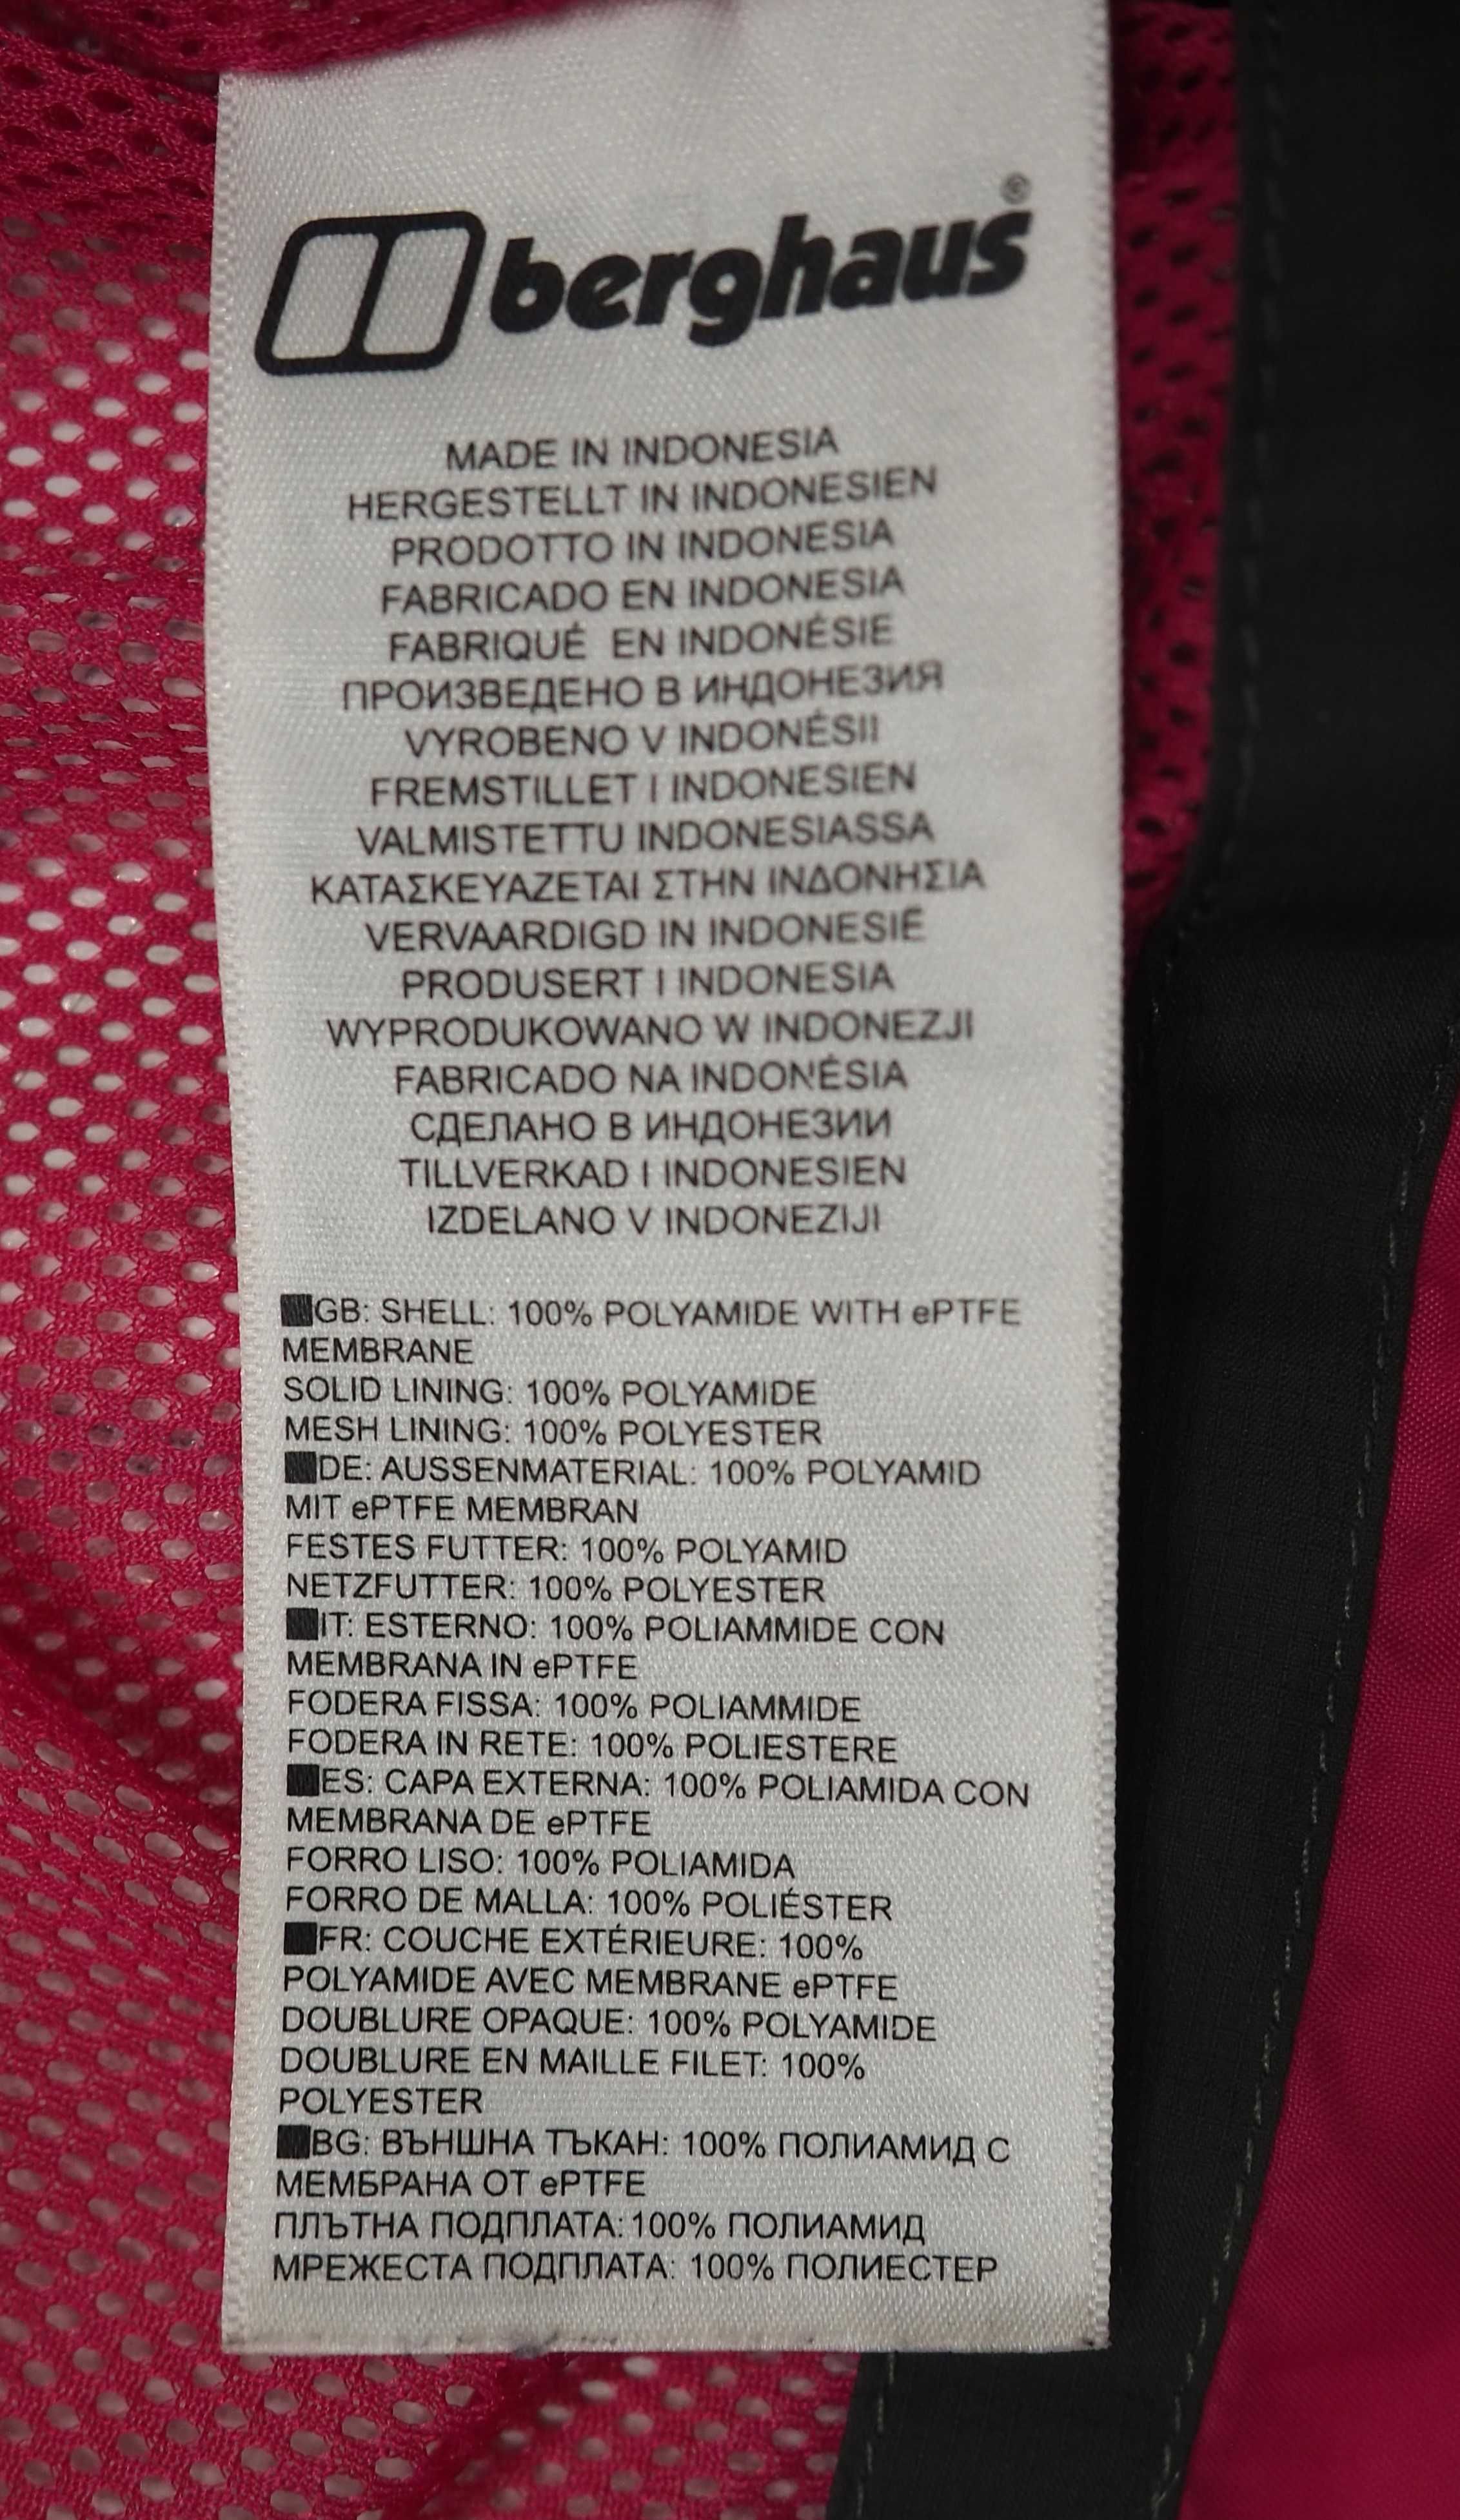 berghaus®
MADE IN INDONESIA
HERGESTELLT IN INDONESIEN
PRODOTTO IN INDONESIA
FABRICADO EN INDONESIA
FABRIQUÉ EN INDONÉSIE
ПРОИЗВЕДЕНО В ИНДОНЕЗИЯ
VYROBENO V INDONÉSII
FREMSTILLET I INDONESIEN
VALMISTETTU INDONESIASSA
ΚΑΤΑΣΚΕΥΑΖΕΤΑΙ ΣΤΗΝ ΙΝΔΟΝΗΣΙΑ
VERVAARDIGD IN INDONESIË
PRODUSERT I INDONESIA
WYPRODUKOWANO W INDONEZJI
FABRICADO NA INDONÉSIA
СДЕЛАНО В ИНДОНЕЗИИ
TILLVERKAD I INDONESIEN
IZDELANO V INDONEZIJI
GB: SHELL: 100% POLYAMIDE WITH ePTFE
MEMBRANE
SOLID LINING: 100% POLYAMIDE
MESH LINING: 100% POLYESTER
DE: AUSSENMATERIAL: 100% POLYAMID
MIT ePTFE MEMBRAN
FESTES FUTTER: 100% POLYAMID
NETZFUTTER: 100% POLYESTER
IT: ESTERNO: 100% POLIAMMIDE CON
MEMBRANA IN ePTFE
FODERA FISSA: 100% POLIAMMIDE
FODERA IN RETE: 100% POLIESTERE
ES: CAPA EXTERNA: 100% POLIAMIDA CON
MEMBRANA DE ePTFE
FORRO LISO: 100% POLIAMIDA
FORRO DE MALLA: 100% POLIÉSTER
FR: COUCHE EXTÉRIEURE: 100%
POLYAMIDE AVEC MEMBRANE ePTFE
DOUBLURE OPAQUE: 100% POLYAMIDE
DOUBLURE EN MAILLE FILET: 100%
POLYESTER
BG: ВЪНШНА ТЪКАН: 100% ПОЛИАМИД С
МЕМБРАНА ОТ ePTFE
ПЛЪТНА ПОДПЛАТА: 100% ПОЛИАМИД
МРЕЖЕСТА ПОДПЛАТА: 100% ПОЛИЕСТЕР